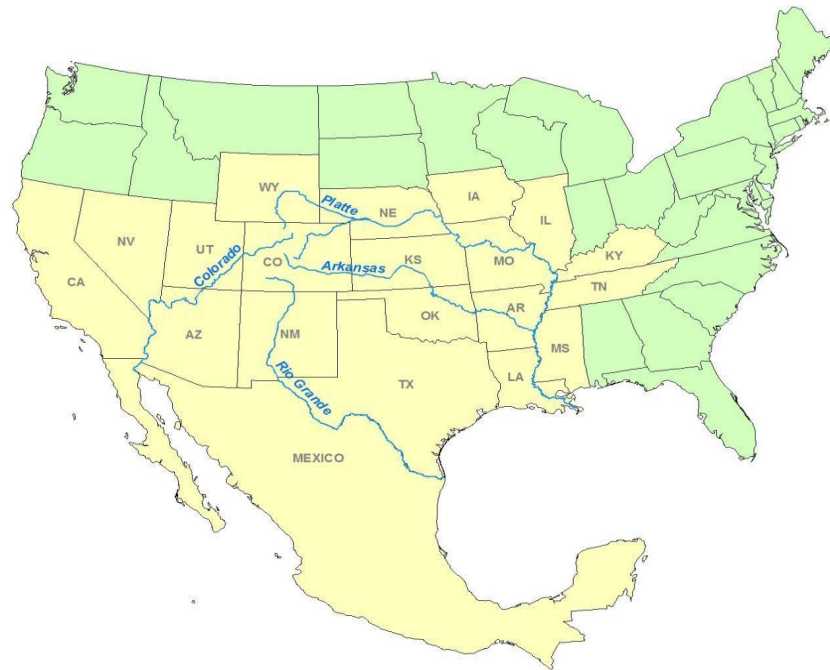 WY
Platte
NE
IA
IL
NV
UT
Colorado
CO
Arkansas
KS
MO
KY
CA
TN
AZ
NM
OK
AR
MS
Rio Grande
TX
LA
MEXICO